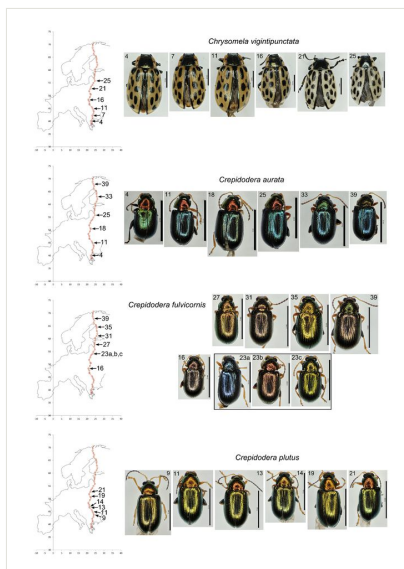 Chrysomela vigintipunctata
4 7 11 16 21 25
25
21
16
11
7
4
Crepidodera aurata
4 11 18 25 33 39
39
33
25
18
11
4
Crepidodera fulvicornis
27 31 35 39
16 23a 23b 23c
39
35
31
27
23a,b,c
16
Crepidodera plutus
9 11 13 14 19 21
21
19
14
13
11
9